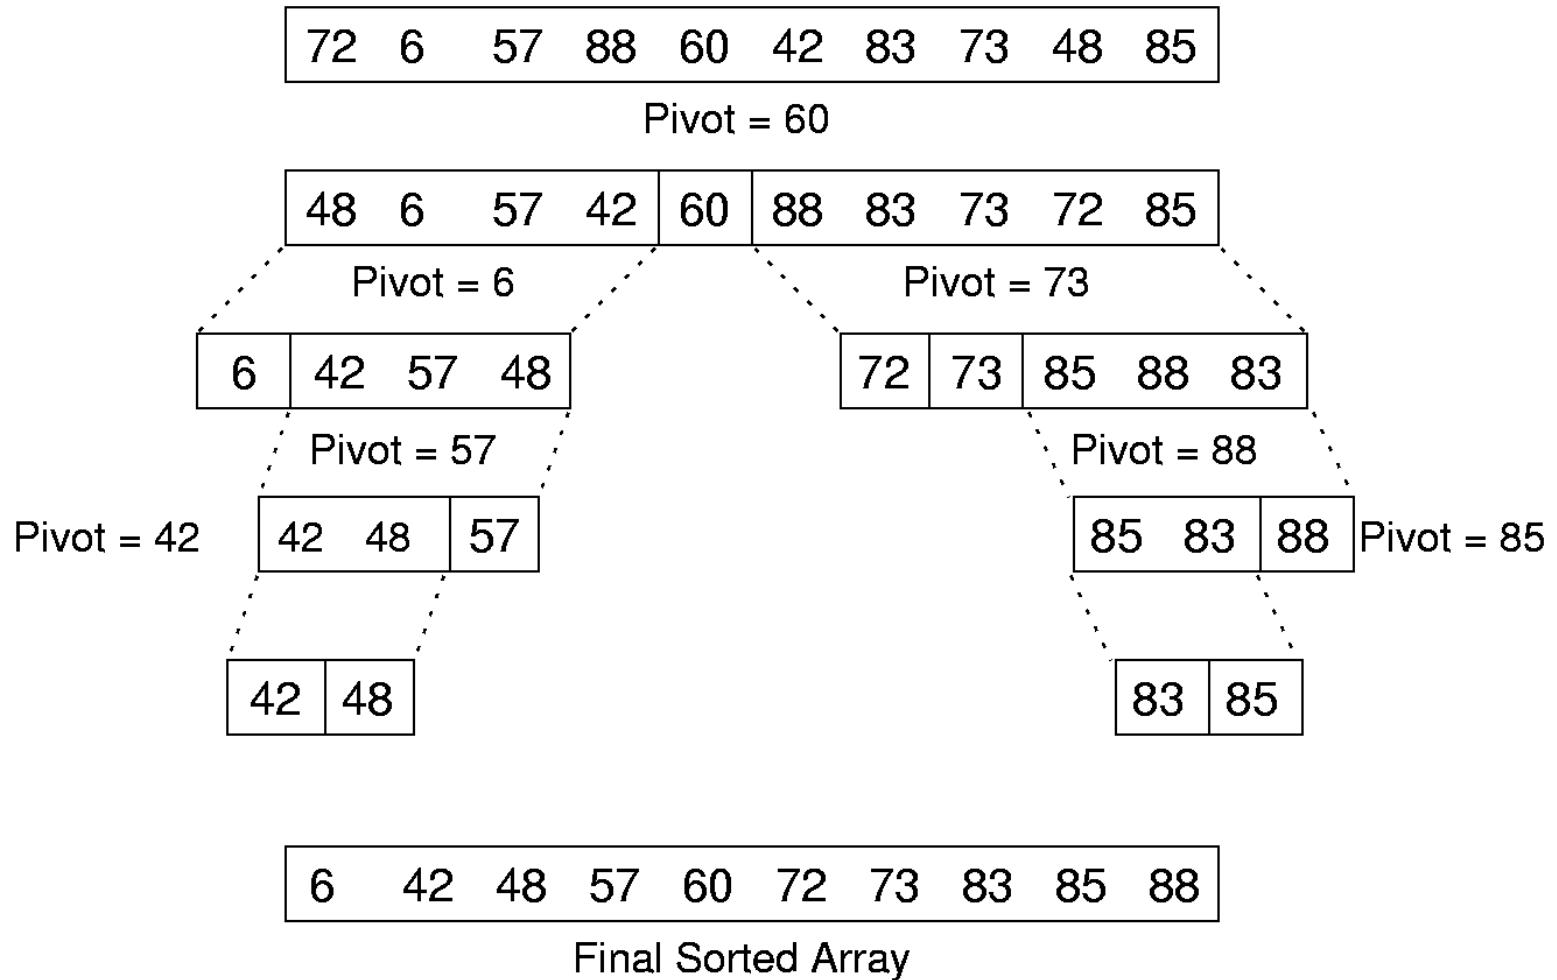 72 6 57 88 60 42 83 73 48 85
Pivot = 60
48 6 57 42 60 88 83 73 72 85
Pivot = 6 Pivot = 73
6 42 57 48 72 73 85 88 83
Pivot = 57 Pivot = 88
Pivot = 42 42 48 57 85 83 88 Pivot = 85
42 48 83 85
6 42 48 57 60 72 73 83 85 88
Final Sorted Array